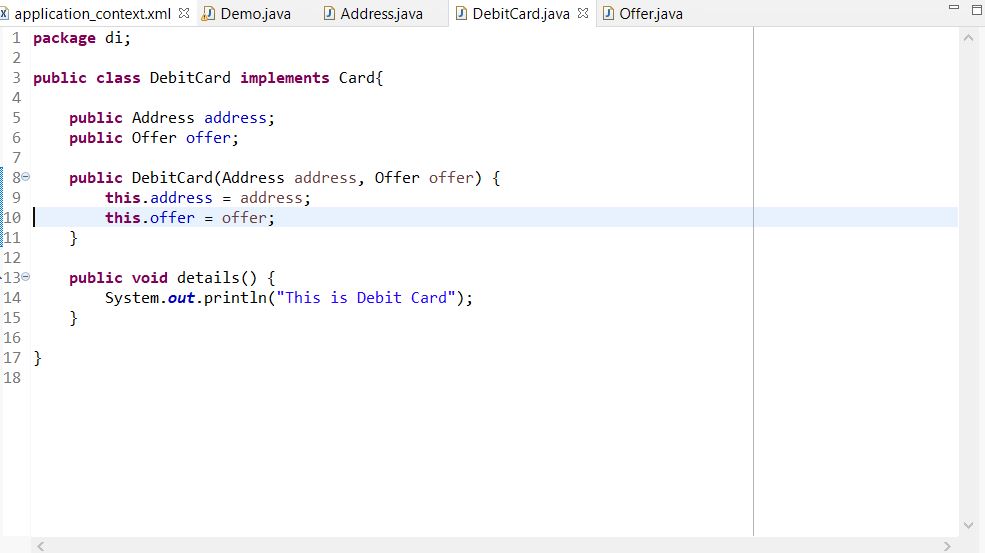 application_context.xml Demo.java Address.java DebitCard.java Offer.java
1 package di;
2
3 public class DebitCard implements Card{
4
5     public Address address;
6     public Offer offer;
7
8     public DebitCard(Address address, Offer offer) {
9         this.address = address;
10         this.offer = offer;
11     }
12
13     public void details() {
14         System.out.println("This is Debit Card");
15     }
16
17 }
18